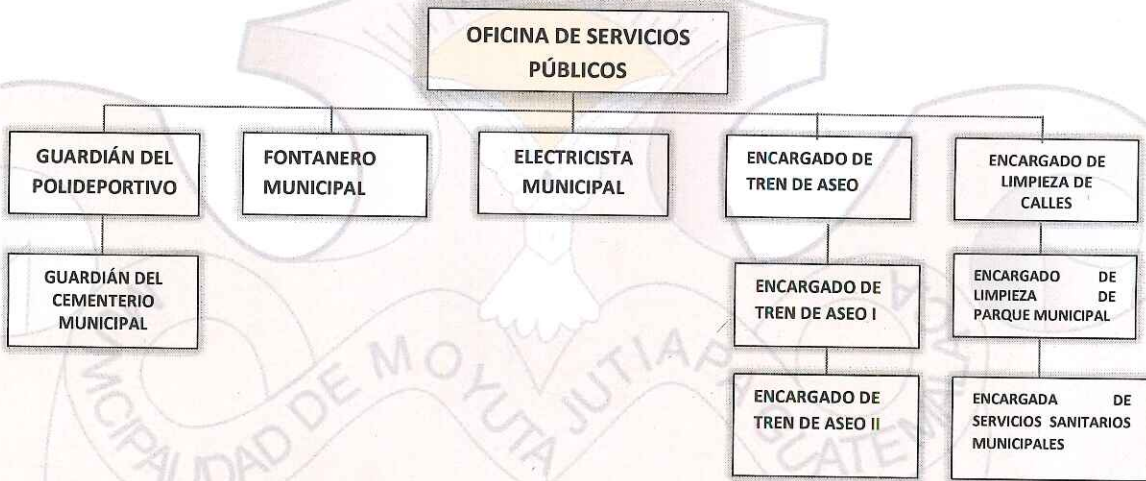 OFICINA DE SERVICIOS
PÚBLICOS
GUARDIÁN DEL
POLIDEPORTIVO
FONTANERO
MUNICIPAL
ELECTRICISTA
MUNICIPAL
ENCARGADO DE
TREN DE ASEO
ENCARGADO DE
LIMPIEZA DE
CALLES
GUARDIÁN DEL
CEMENTERIO
MUNICIPAL
ENCARGADO DE
TREN DE ASEO I
ENCARGADO DE
LIMPIEZA DE
PARQUE MUNICIPAL
ENCARGADO DE
TREN DE ASEO II
ENCARGADA DE
SERVICIOS SANITARIOS
MUNICIPALES
DE MOYUTA JUTIAPA